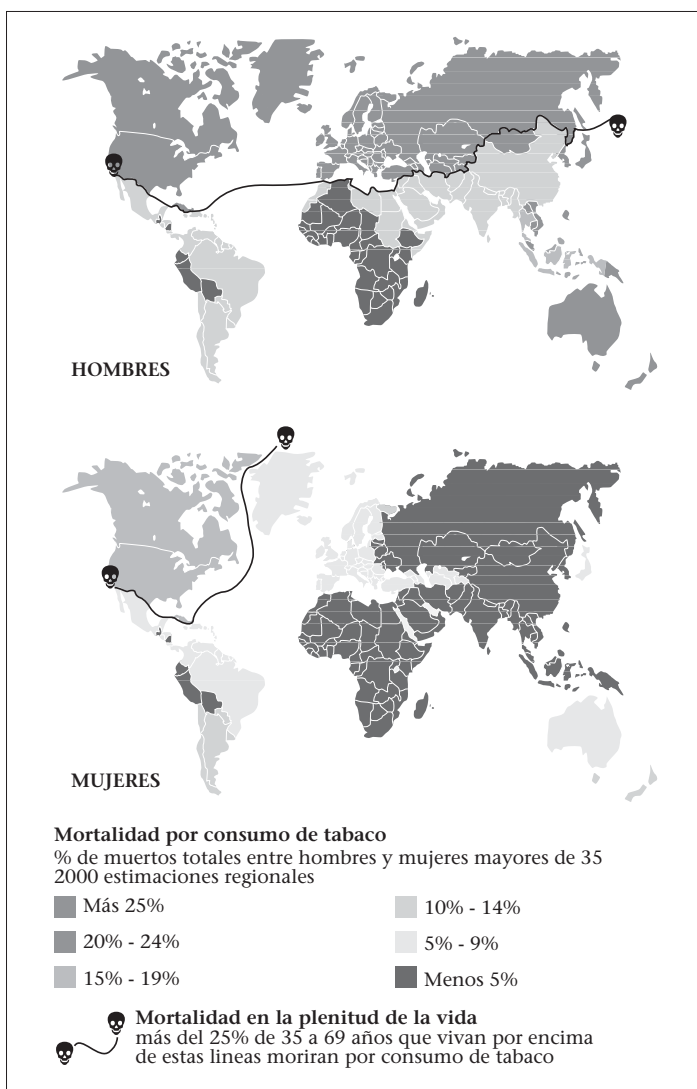 HOMBRES
MUJERES
Mortalidad por consumo de tabaco
% de muertos totales entre hombres y mujeres mayores de 35
2000 estimaciones regionales
Más 25%
20% - 24%
15% - 19%
10% - 14%
5% - 9%
Menos 5%
Mortalidad en la plenitud de la vida
más del 25% de 35 a 69 años que vivan por encima
de estas lineas moriran por consumo de tabaco